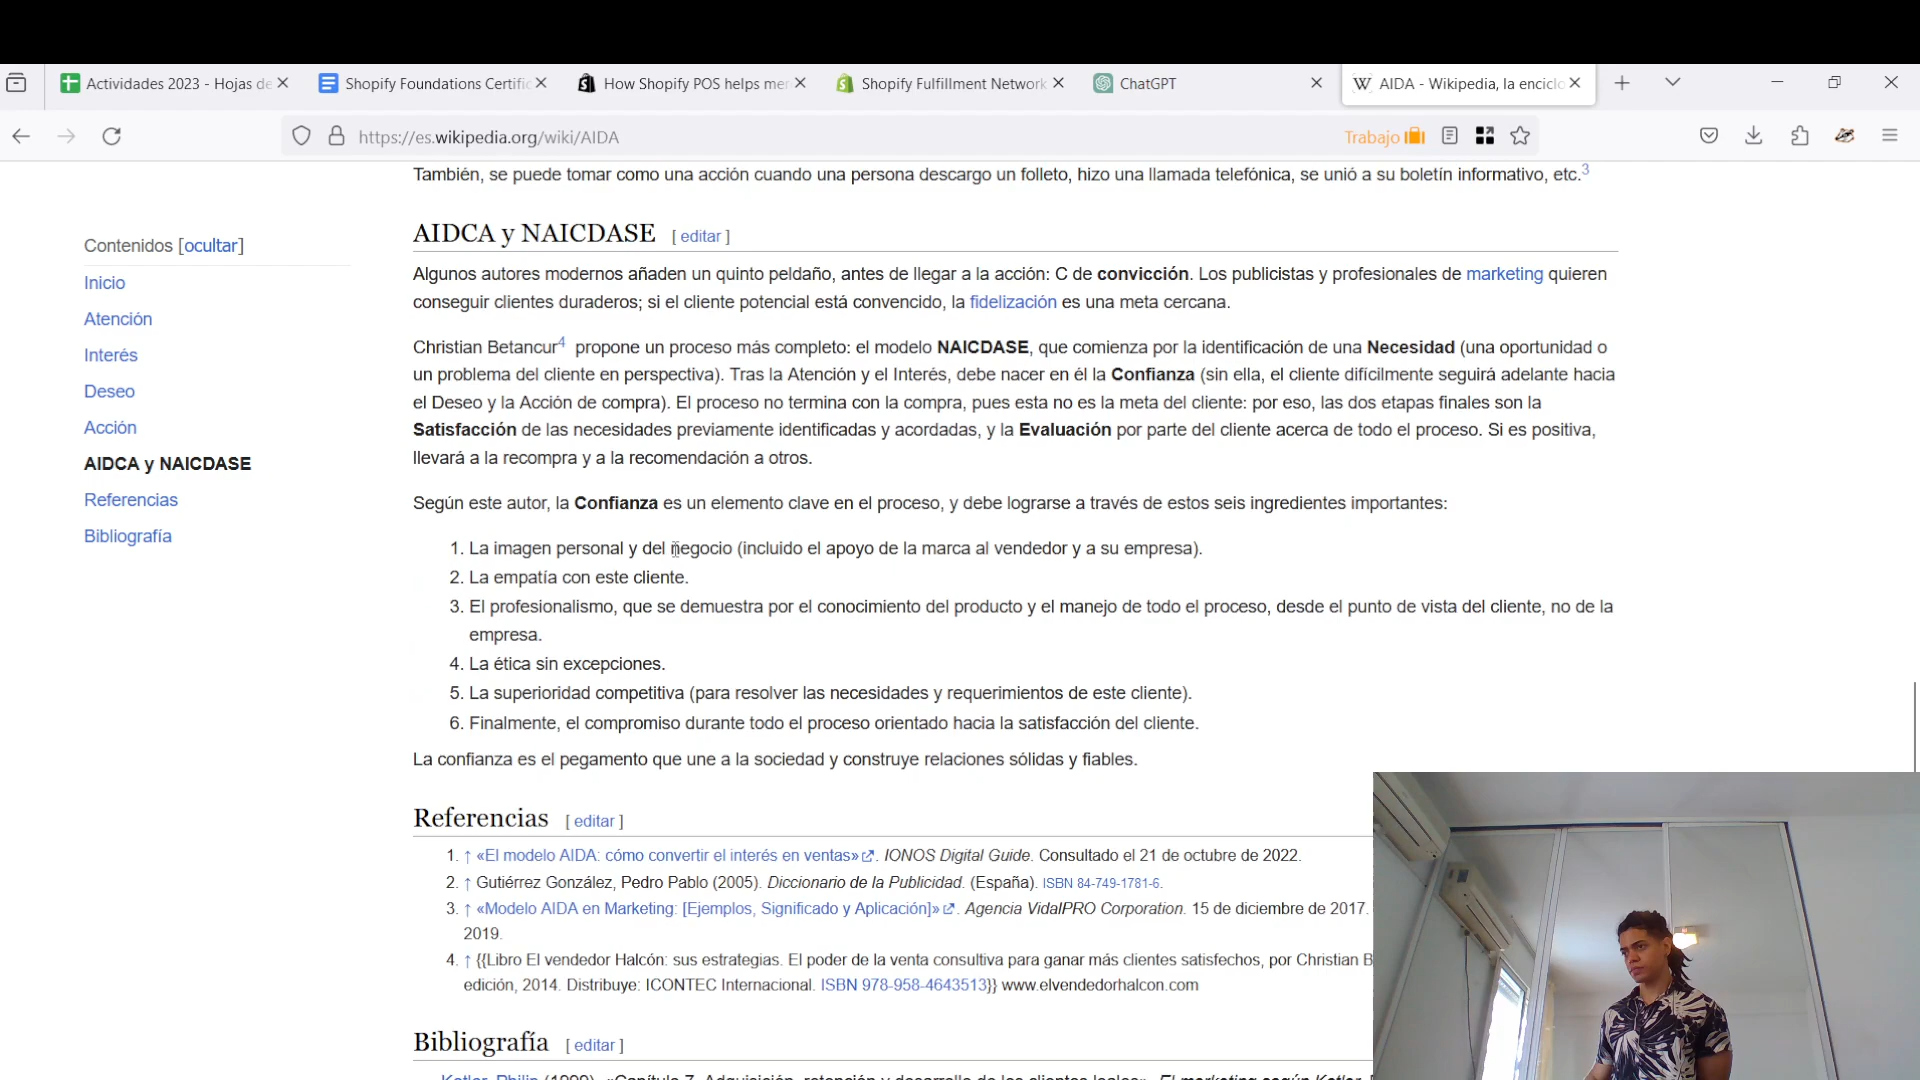 Actividades 2023 - Hojas de
Shopify Foundations Certific
How Shopify POS helps mer
Shopify Fulfillment Network
ChatGPT
W AIDA - Wikipedia, la enciclo
https://es.wikipedia.org/wiki/AIDA
Trabajo
También, se puede tomar como una acción cuando una persona descargo un folleto, hizo una llamada telefónica, se unió a su boletín informativo, etc.3
Contenidos [ocultar]
Inicio
Atención
Interés
Deseo
Acción
AIDCA y NAICDASE
Referencias
Bibliografía
AIDCA y NAICDASE [ editar ]
Algunos autores modernos añaden un quinto peldaño, antes de llegar a la acción: C de convicción. Los publicistas y profesionales de marketing quieren
conseguir clientes duraderos; si el cliente potencial está convencido, la fidelización es una meta cercana.
Christian Betancur4 propone un proceso más completo: el modelo NAICDASE, que comienza por la identificación de una Necesidad (una oportunidad o
un problema del cliente en perspectiva). Tras la Atención y el Interés, debe nacer en él la Confianza (sin ella, el cliente difícilmente seguirá adelante hacia
el Deseo y la Acción de compra). El proceso no termina con la compra, pues esta no es la meta del cliente: por eso, las dos etapas finales son la
Satisfacción de las necesidades previamente identificadas y acordadas, y la Evaluación por parte del cliente acerca de todo el proceso. Si es positiva,
llevará a la recompra y a la recomendación a otros.
Según este autor, la Confianza es un elemento clave en el proceso, y debe lograrse a través de estos seis ingredientes importantes:
1. La imagen personal y del negocio (incluido el apoyo de la marca al vendedor y a su empresa).
2. La empatía con este cliente.
3. El profesionalismo, que se demuestra por el conocimiento del producto y el manejo de todo el proceso, desde el punto de vista del cliente, no de la
empresa.
4. La ética sin excepciones.
5. La superioridad competitiva (para resolver las necesidades y requerimientos de este cliente).
6. Finalmente, el compromiso durante todo el proceso orientado hacia la satisfacción del cliente.
La confianza es el pegamento que une a la sociedad y construye relaciones sólidas y fiables.
Referencias [ editar ]
1. ↑ «El modelo AIDA: cómo convertir el interés en ventas». IONOS Digital Guide. Consultado el 21 de octubre de 2022.
2. ↑ Gutiérrez González, Pedro Pablo (2005). Diccionario de la Publicidad. (España). ISBN 84-749-1781-6.
3. ↑ «Modelo AIDA en Marketing: [Ejemplos, Significado y Aplicación]». Agencia VidalPRO Corporation. 15 de diciembre de 2017.
2019.
4. ↑ {{Libro El vendedor Halcón: sus estrategias. El poder de la venta consultiva para ganar más clientes satisfechos, por Christian B
edición, 2014. Distribuye: ICONTEC Internacional. ISBN 978-958-4643513}} www.elvendedorhalcon.com
Bibliografía [ editar ]
Kotler, Philip (1999). «Capítulo 7. Adquisición, retención y desarrollo de los clientes leales». El marketing según Kotler.